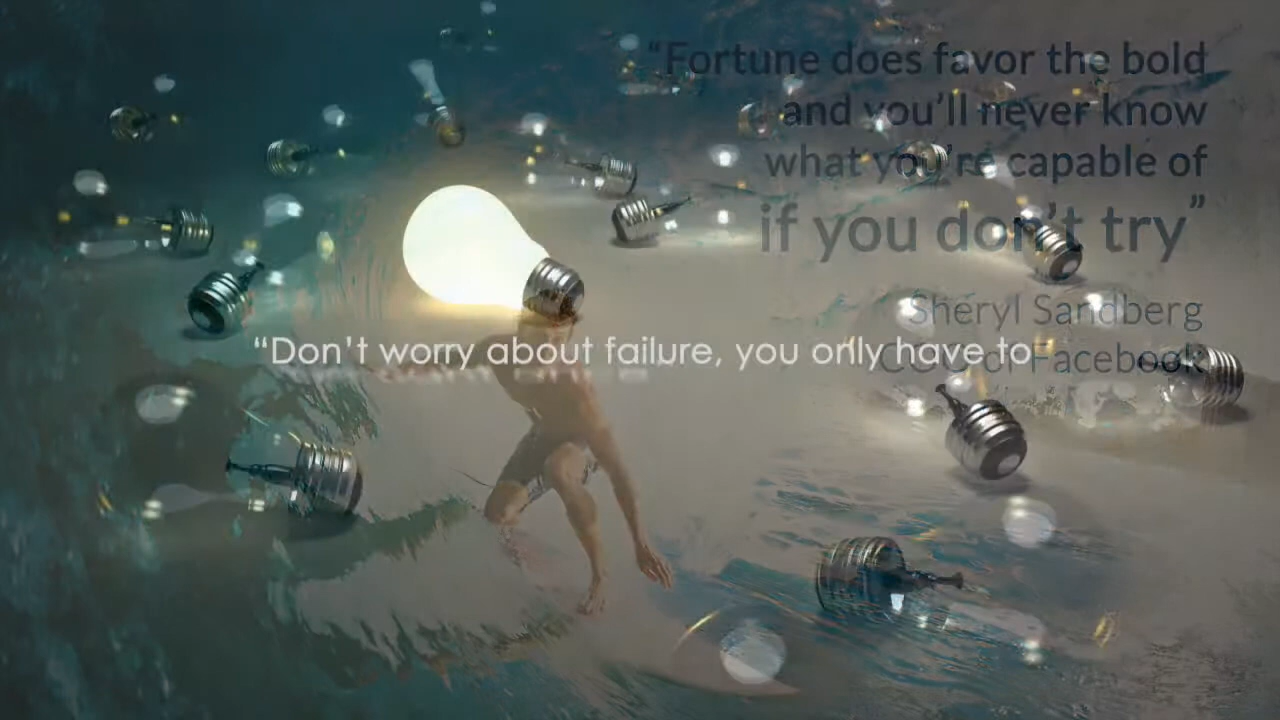 “Fortune does favor the bold
and you’ll never know
what you’re capable of
if you don’t try”
Sheryl Sandberg
“Don’t worry about failure, you only have to
COO of Facebook